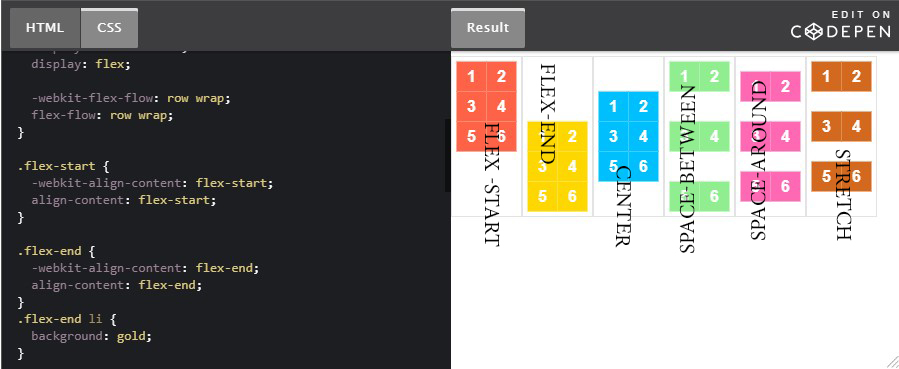 HTML CSS Result EDIT ON
CODEPEN
display: flex;
-webkit-flex-flow: row wrap;
flex-flow: row wrap;
}
.flex-start {
-webkit-align-content: flex-start;
align-content: flex-start;
}
.flex-end {
-webkit-align-content: flex-end;
align-content: flex-end;
}
.flex-end li {
background: gold;
}
1 2
3 4
5 6
FLEX -START
FLEX-END
2
3 4
5 6
1 2
3 4
5 6
CENTER
1 2
4
6
SPACE-BETWEEN
2
4
6
SPACE-AROUND
1 2
3 4
5 6
STRETCH